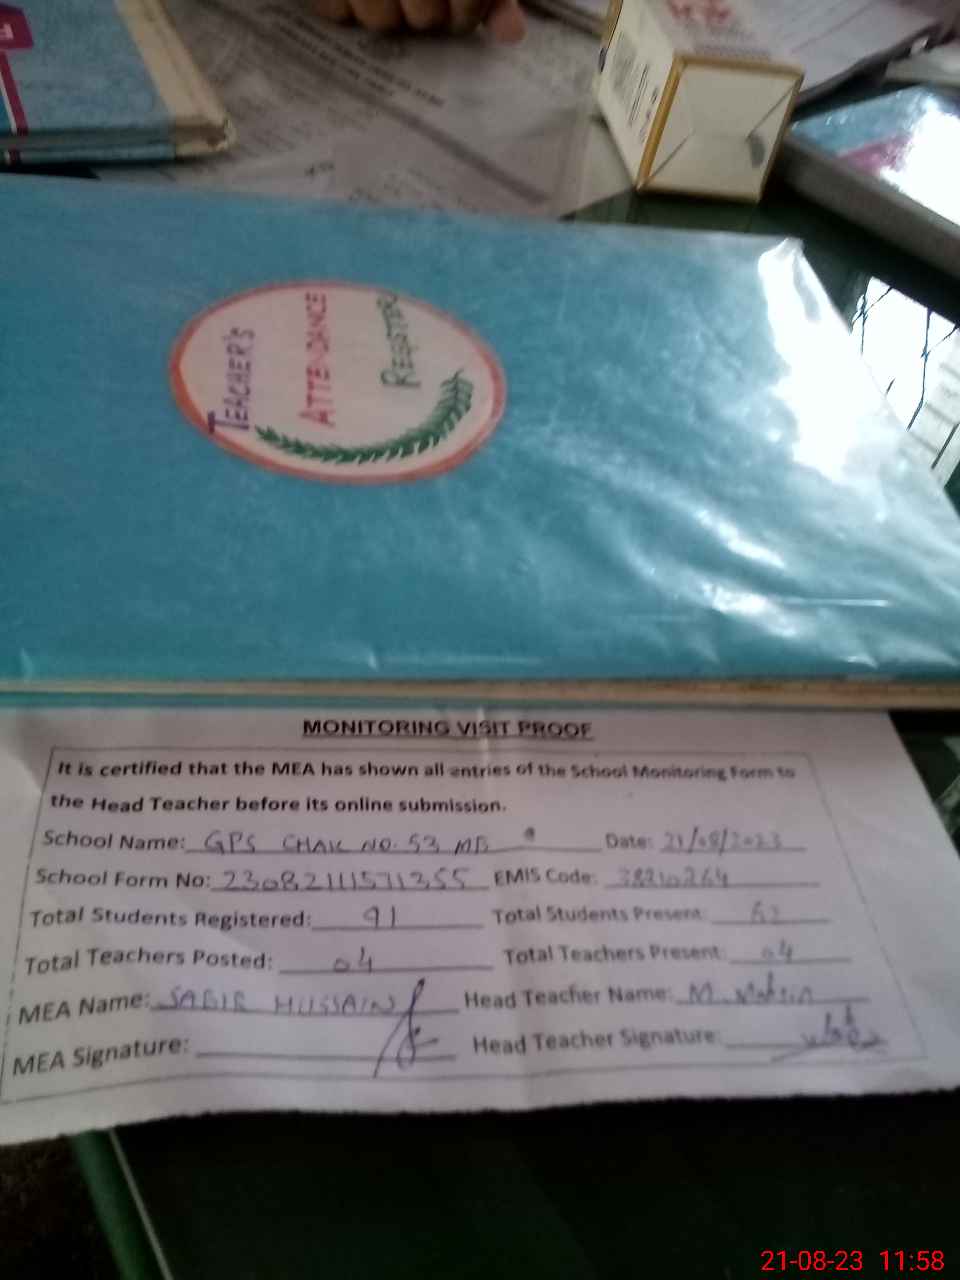 TEACHER'S
ATTENDANCE
REGISTER
MONITORING VISIT PROOF
It is certified that the MEA has shown all entries of the School Monitoring Form to
the Head Teacher before its online submission.
School Name: GPS CHAK NO. 53 MB Date: 21/08/2023
School Form No: 23082111571355 EMIS Code: 38210264
Total Students Registered: 91 Total Students Present:
Total Teachers Posted: 04 Total Teachers Present: 04
MEA Name: SABIR HUSSAIN Head Teacher Name: M. Mohsin
MEA Signature: Head Teacher Signature:
21-08-23 11:58